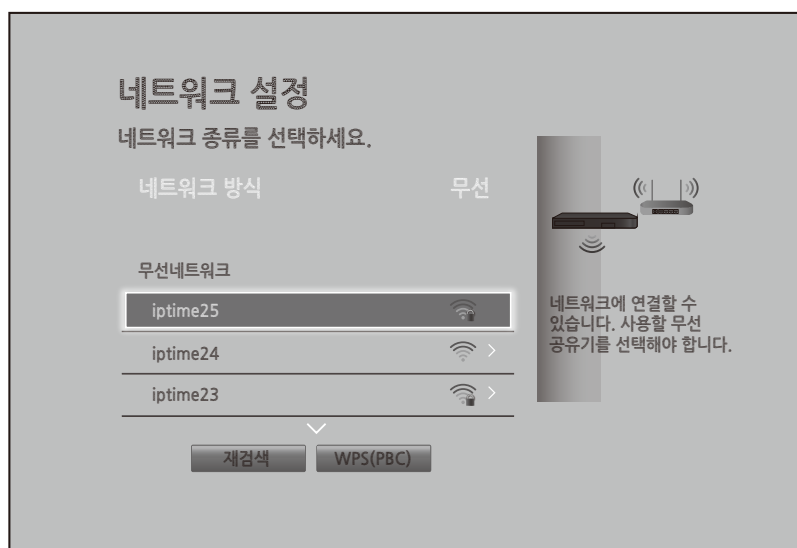 네트워크 설정
네트워크 종류를 선택하세요.
네트워크 방식 무선
무선네트워크
iptime25
iptime24
iptime23
재검색 WPS(PBC)
네트워크에 연결할 수
있습니다. 사용할 무선
공유기를 선택해야 합니다.